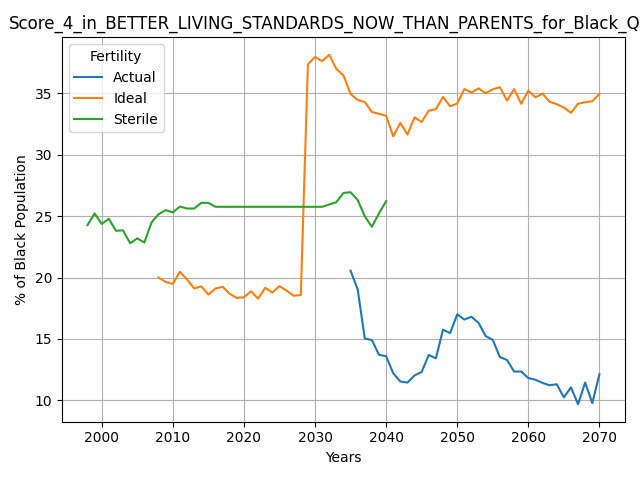 Score_4_in_BETTER_LIVING_STANDARDS_NOW_THAN_PARENTS_for_Black_Q
Fertility
Actual
Ideal
Sterile
% of Black Population
35
30
25
20
15
10
2000 2010 2020 2030 2040 2050 2060 2070
Years